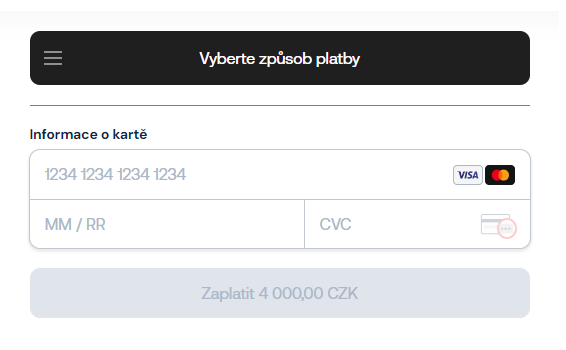 Vyberte způsob platby
Informace o kartě
1234 1234 1234 1234 VISA
MM / RR CVC
Zaplatit 4 000,00 CZK